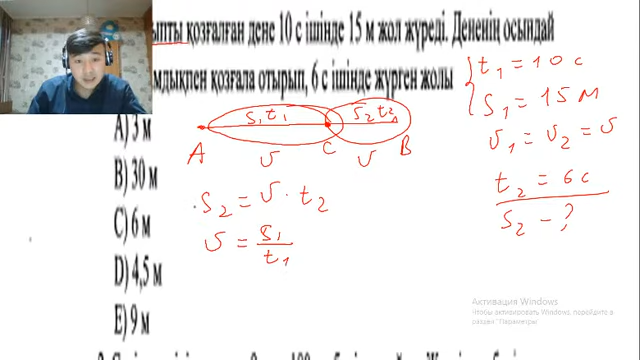 ыпты қозғалған дене 10 с ішінде 15 м жол жүреді. Дененің осындай
мдықпен қозғала отырып, 6 с ішінде жүрген жолы
A) 3 м
B) 30 м
C) 6 м
D) 4,5 м
E) 9 м
S₁ t₁ S₂ t₂
A C B
υ υ
S₂ = υ · t₂
υ = S₁ / t₁
t₁ = 10 с
S₁ = 15 м
υ₁ = υ₂ = υ
t₂ = 6 с
S₂ - ?
Активация Windows
Чтобы активировать Windows, перейдите в
раздел "Параметры